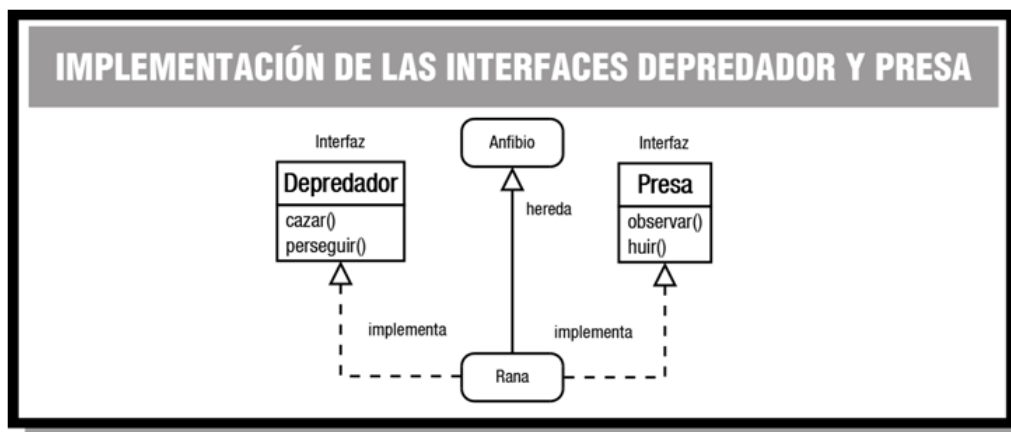 IMPLEMENTACIÓN DE LAS INTERFACES DEPREDADOR Y PRESA
Interfaz
Depredador
cazar()
perseguir()
Anfibio
hereda
Interfaz
Presa
observar()
huir()
implementa
implementa
Rana